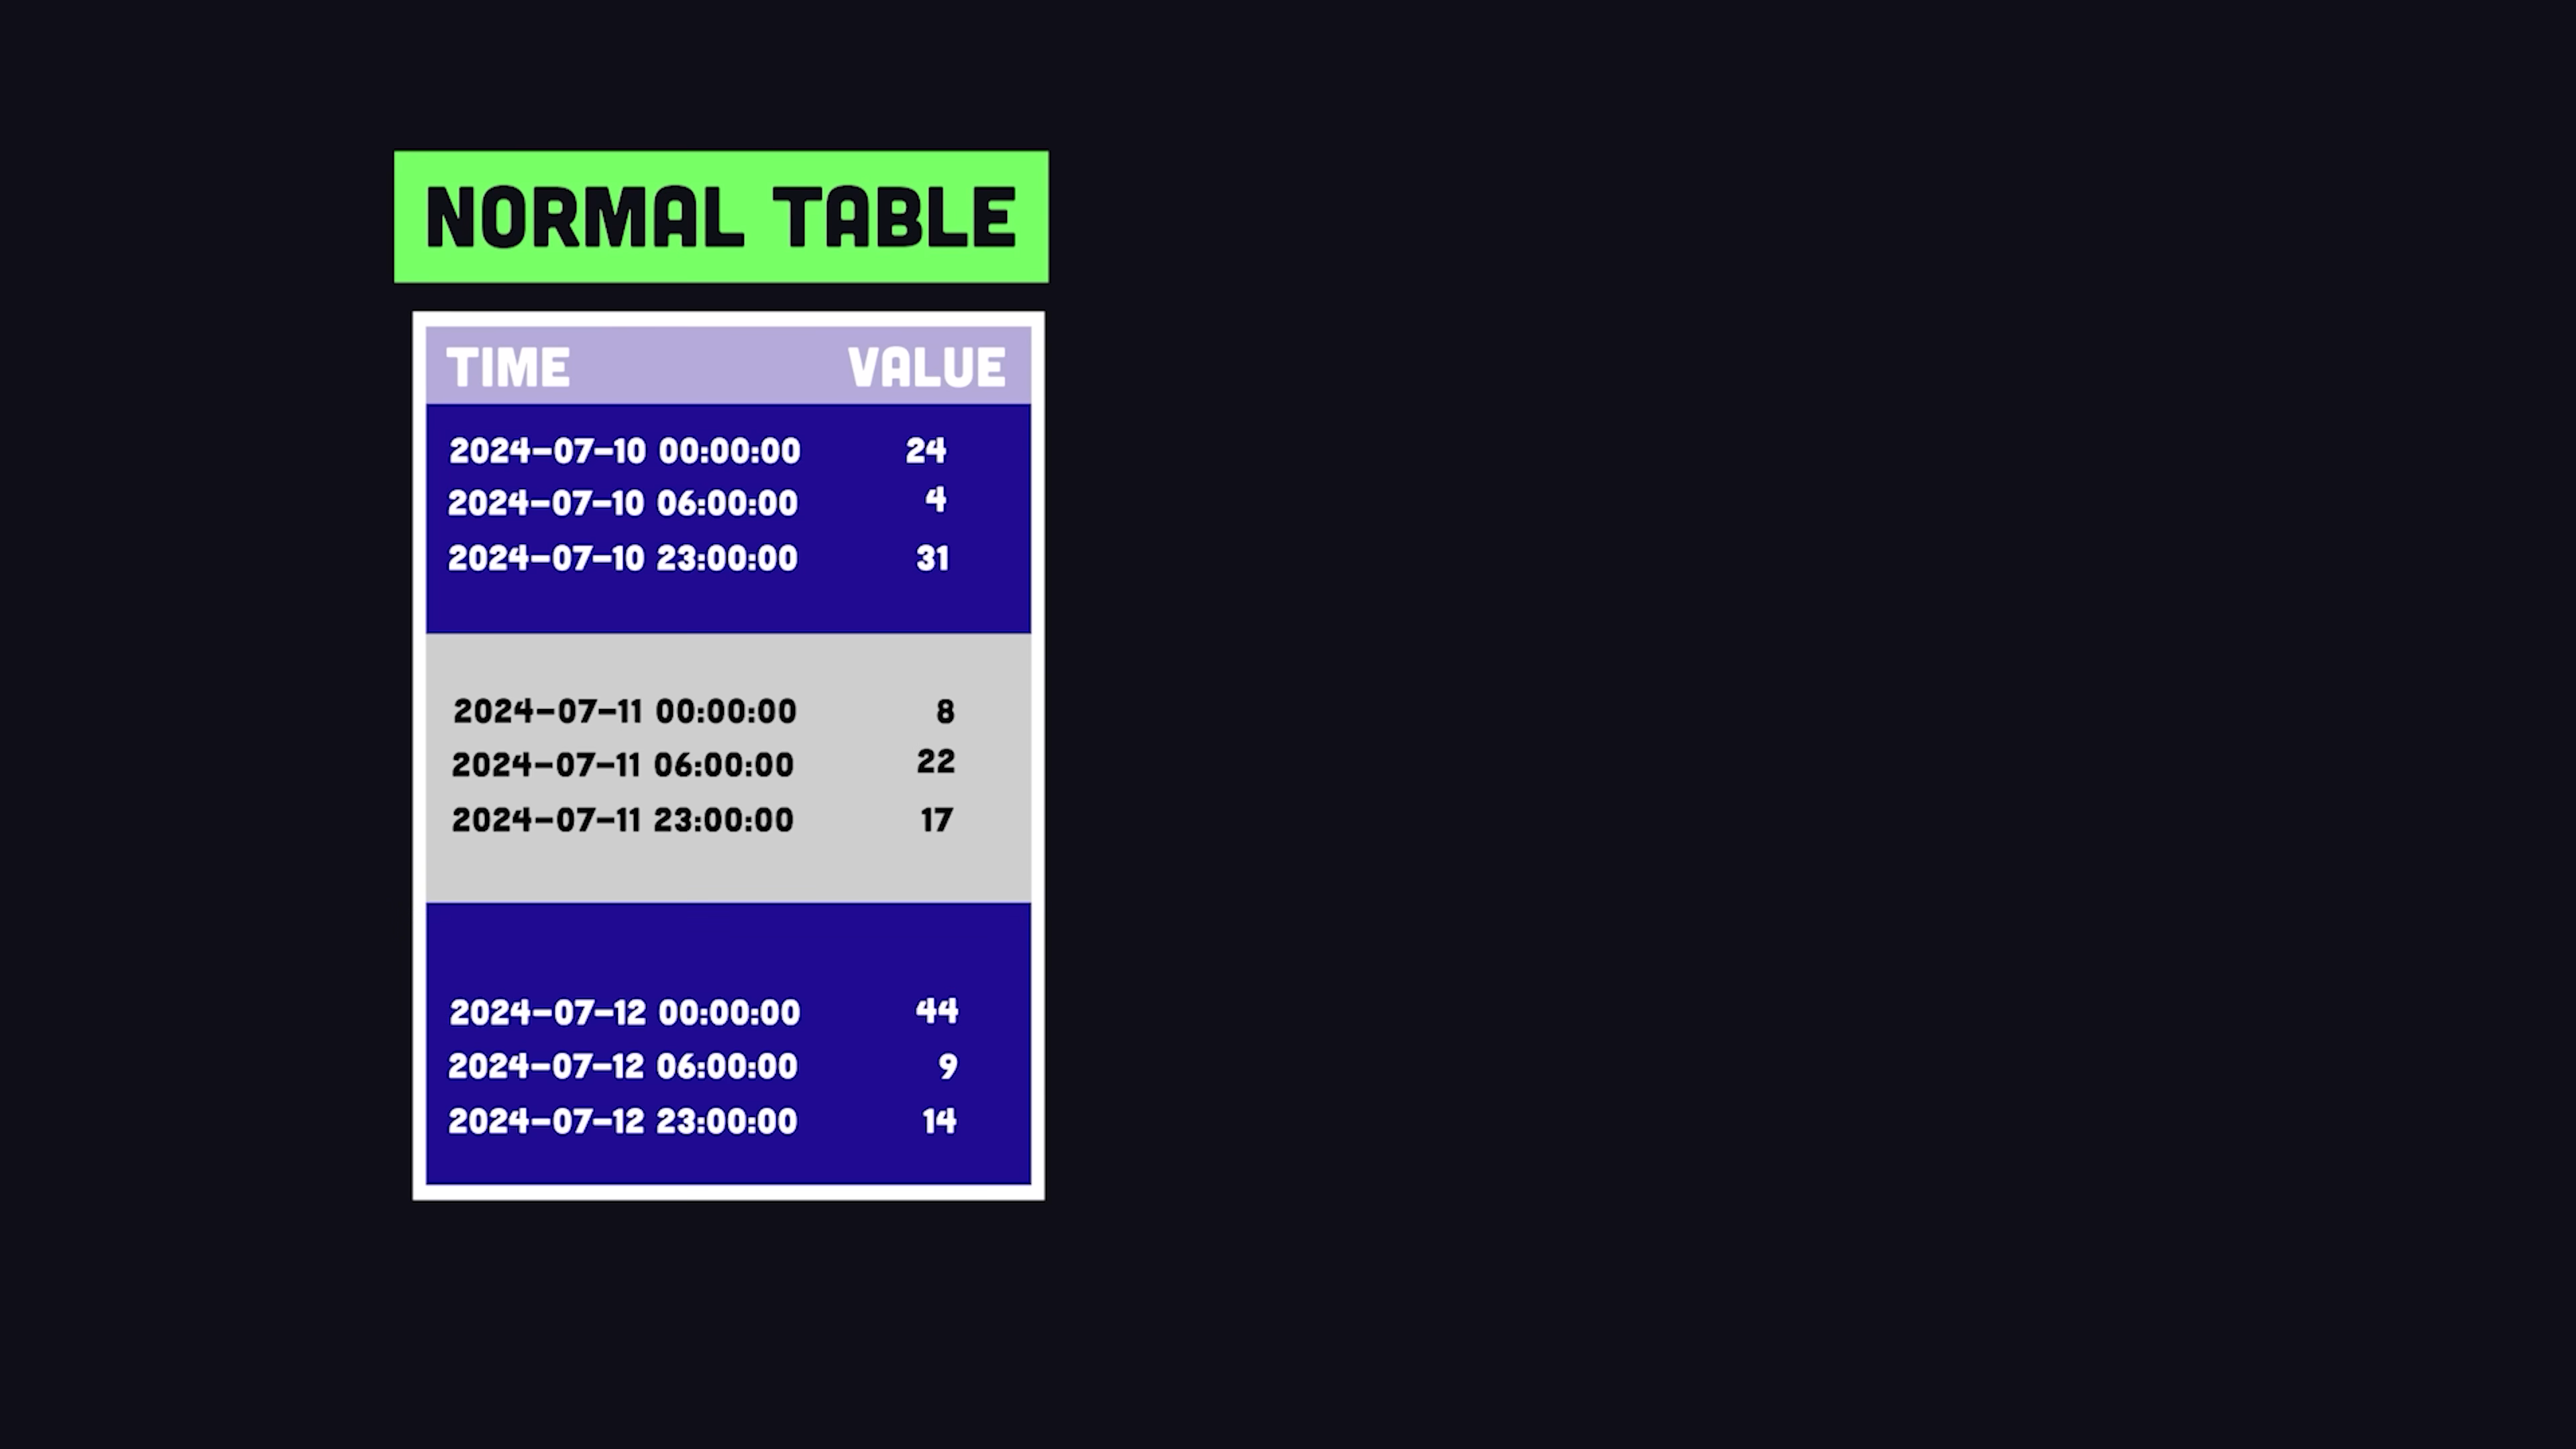 NORMAL TABLE
TIME VALUE
2024-07-10 00:00:00 24
2024-07-10 06:00:00 4
2024-07-10 23:00:00 31
2024-07-11 00:00:00 8
2024-07-11 06:00:00 22
2024-07-11 23:00:00 17
2024-07-12 00:00:00 44
2024-07-12 06:00:00 9
2024-07-12 23:00:00 14